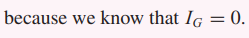 because we know that I_G = 0.